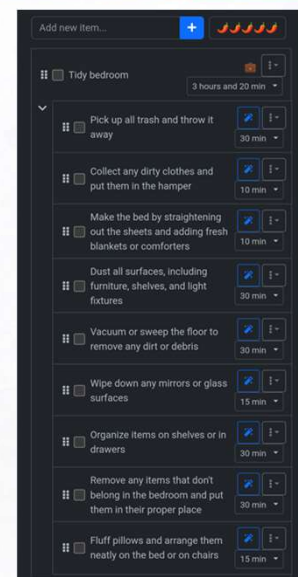 Add new item...
+
Tidy bedroom
3 hours and 20 min
Pick up all trash and throw it
away
30 min
Collect any dirty clothes and
put them in the hamper
10 min
Make the bed by straightening
out the sheets and adding fresh
blankets or comforters
10 min
Dust all surfaces, including
furniture, shelves, and light
fixtures
30 min
Vacuum or sweep the floor to
remove any dirt or debris
30 min
Wipe down any mirrors or glass
surfaces
15 min
Organize items on shelves or in
drawers
30 min
Remove any items that don't
belong in the bedroom and put
them in their proper place
30 min
Fluff pillows and arrange them
neatly on the bed or on chairs
15 min